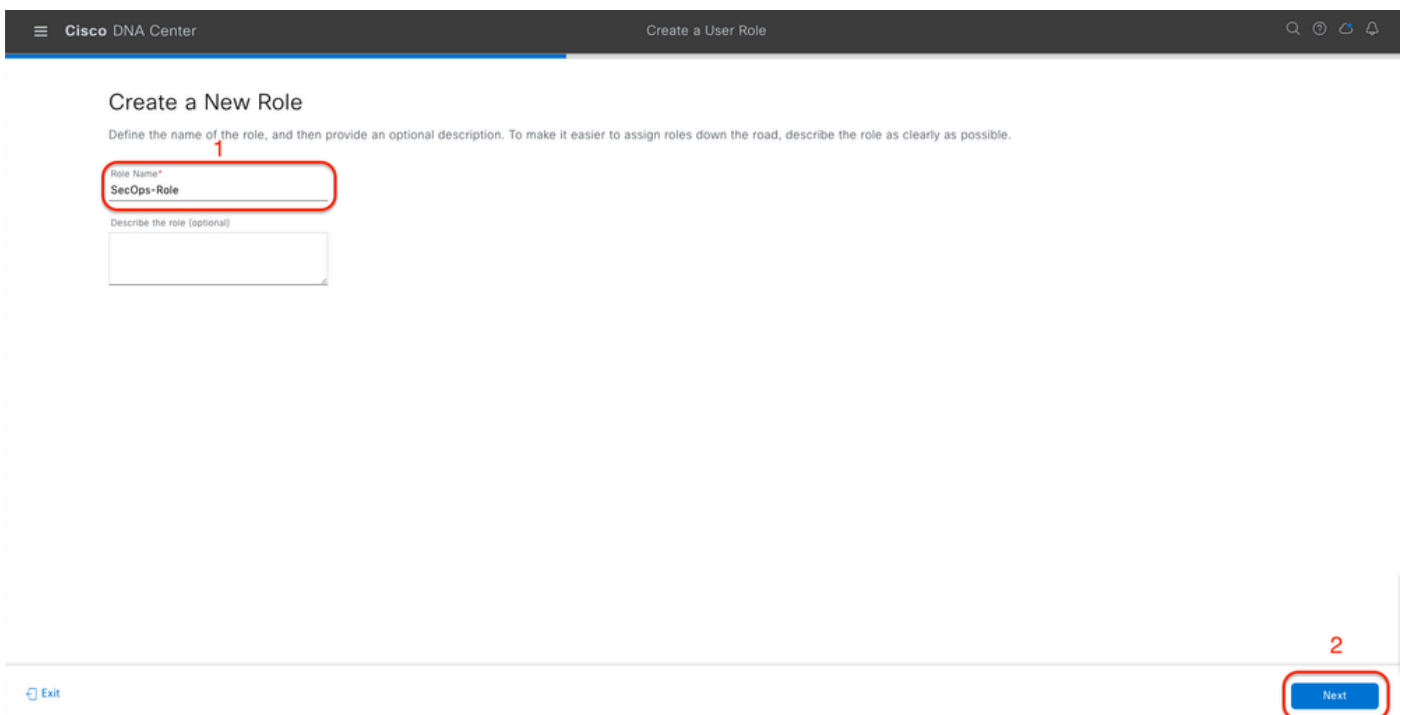 Cisco DNA Center
Create a User Role
Create a New Role
Define the name of the role, and then provide an optional description. To make it easier to assign roles down the road, describe the role as clearly as possible.
1
Role Name*
SecOps-Role
Describe the role (optional)
2
Exit
Next